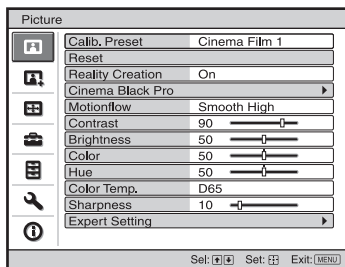 Picture
Calib. Preset Cinema Film 1
Reset
Reality Creation On
Cinema Black Pro
Motionflow Smooth High
Contrast 90
Brightness 50
Color 50
Hue 50
Color Temp. D65
Sharpness 10
Expert Setting
Sel: Set: Exit: MENU